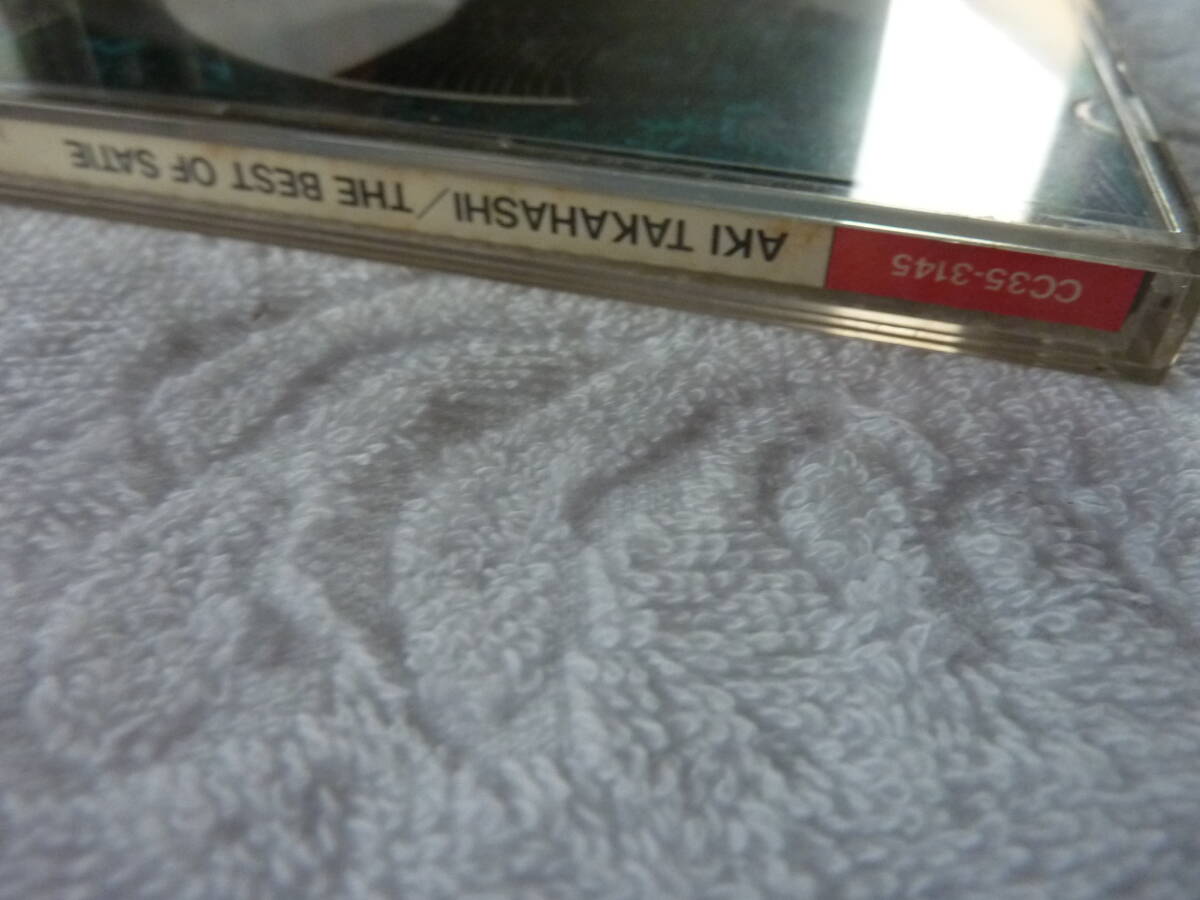 CC35-3145 AKI TAKAHASHI/THE BEST OF SATIE